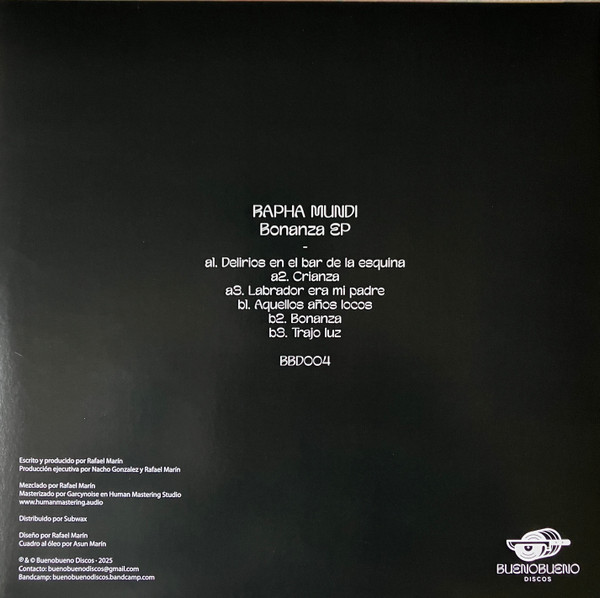 RAPHA MUNDI
Bonanza EP
-
a1. Delirios en el bar de la esquina
a2. Crianza
a3. Labrador era mi padre
b1. Aquellos años locos
b2. Bonanza
b3. Trajo luz
BBD004
Escrito y producido por Rafael Marín
Producción ejecutiva por Nacho Gonzalez y Rafael Marín
Mezclado por Rafael Marín
Masterizado por Garcynoise en Human Mastering Studio
www.humanmastering.audio
Distribuido por Subwax
Diseño por Rafael Marín
Cuadro al óleo por Asun Marín
℗ & © Buenobueno Discos - 2025
Contacto: buenobuenodiscos@gmail.com
Bandcamp: buenobuenodiscos.bandcamp.com
BUENOBUENO
DISCOS